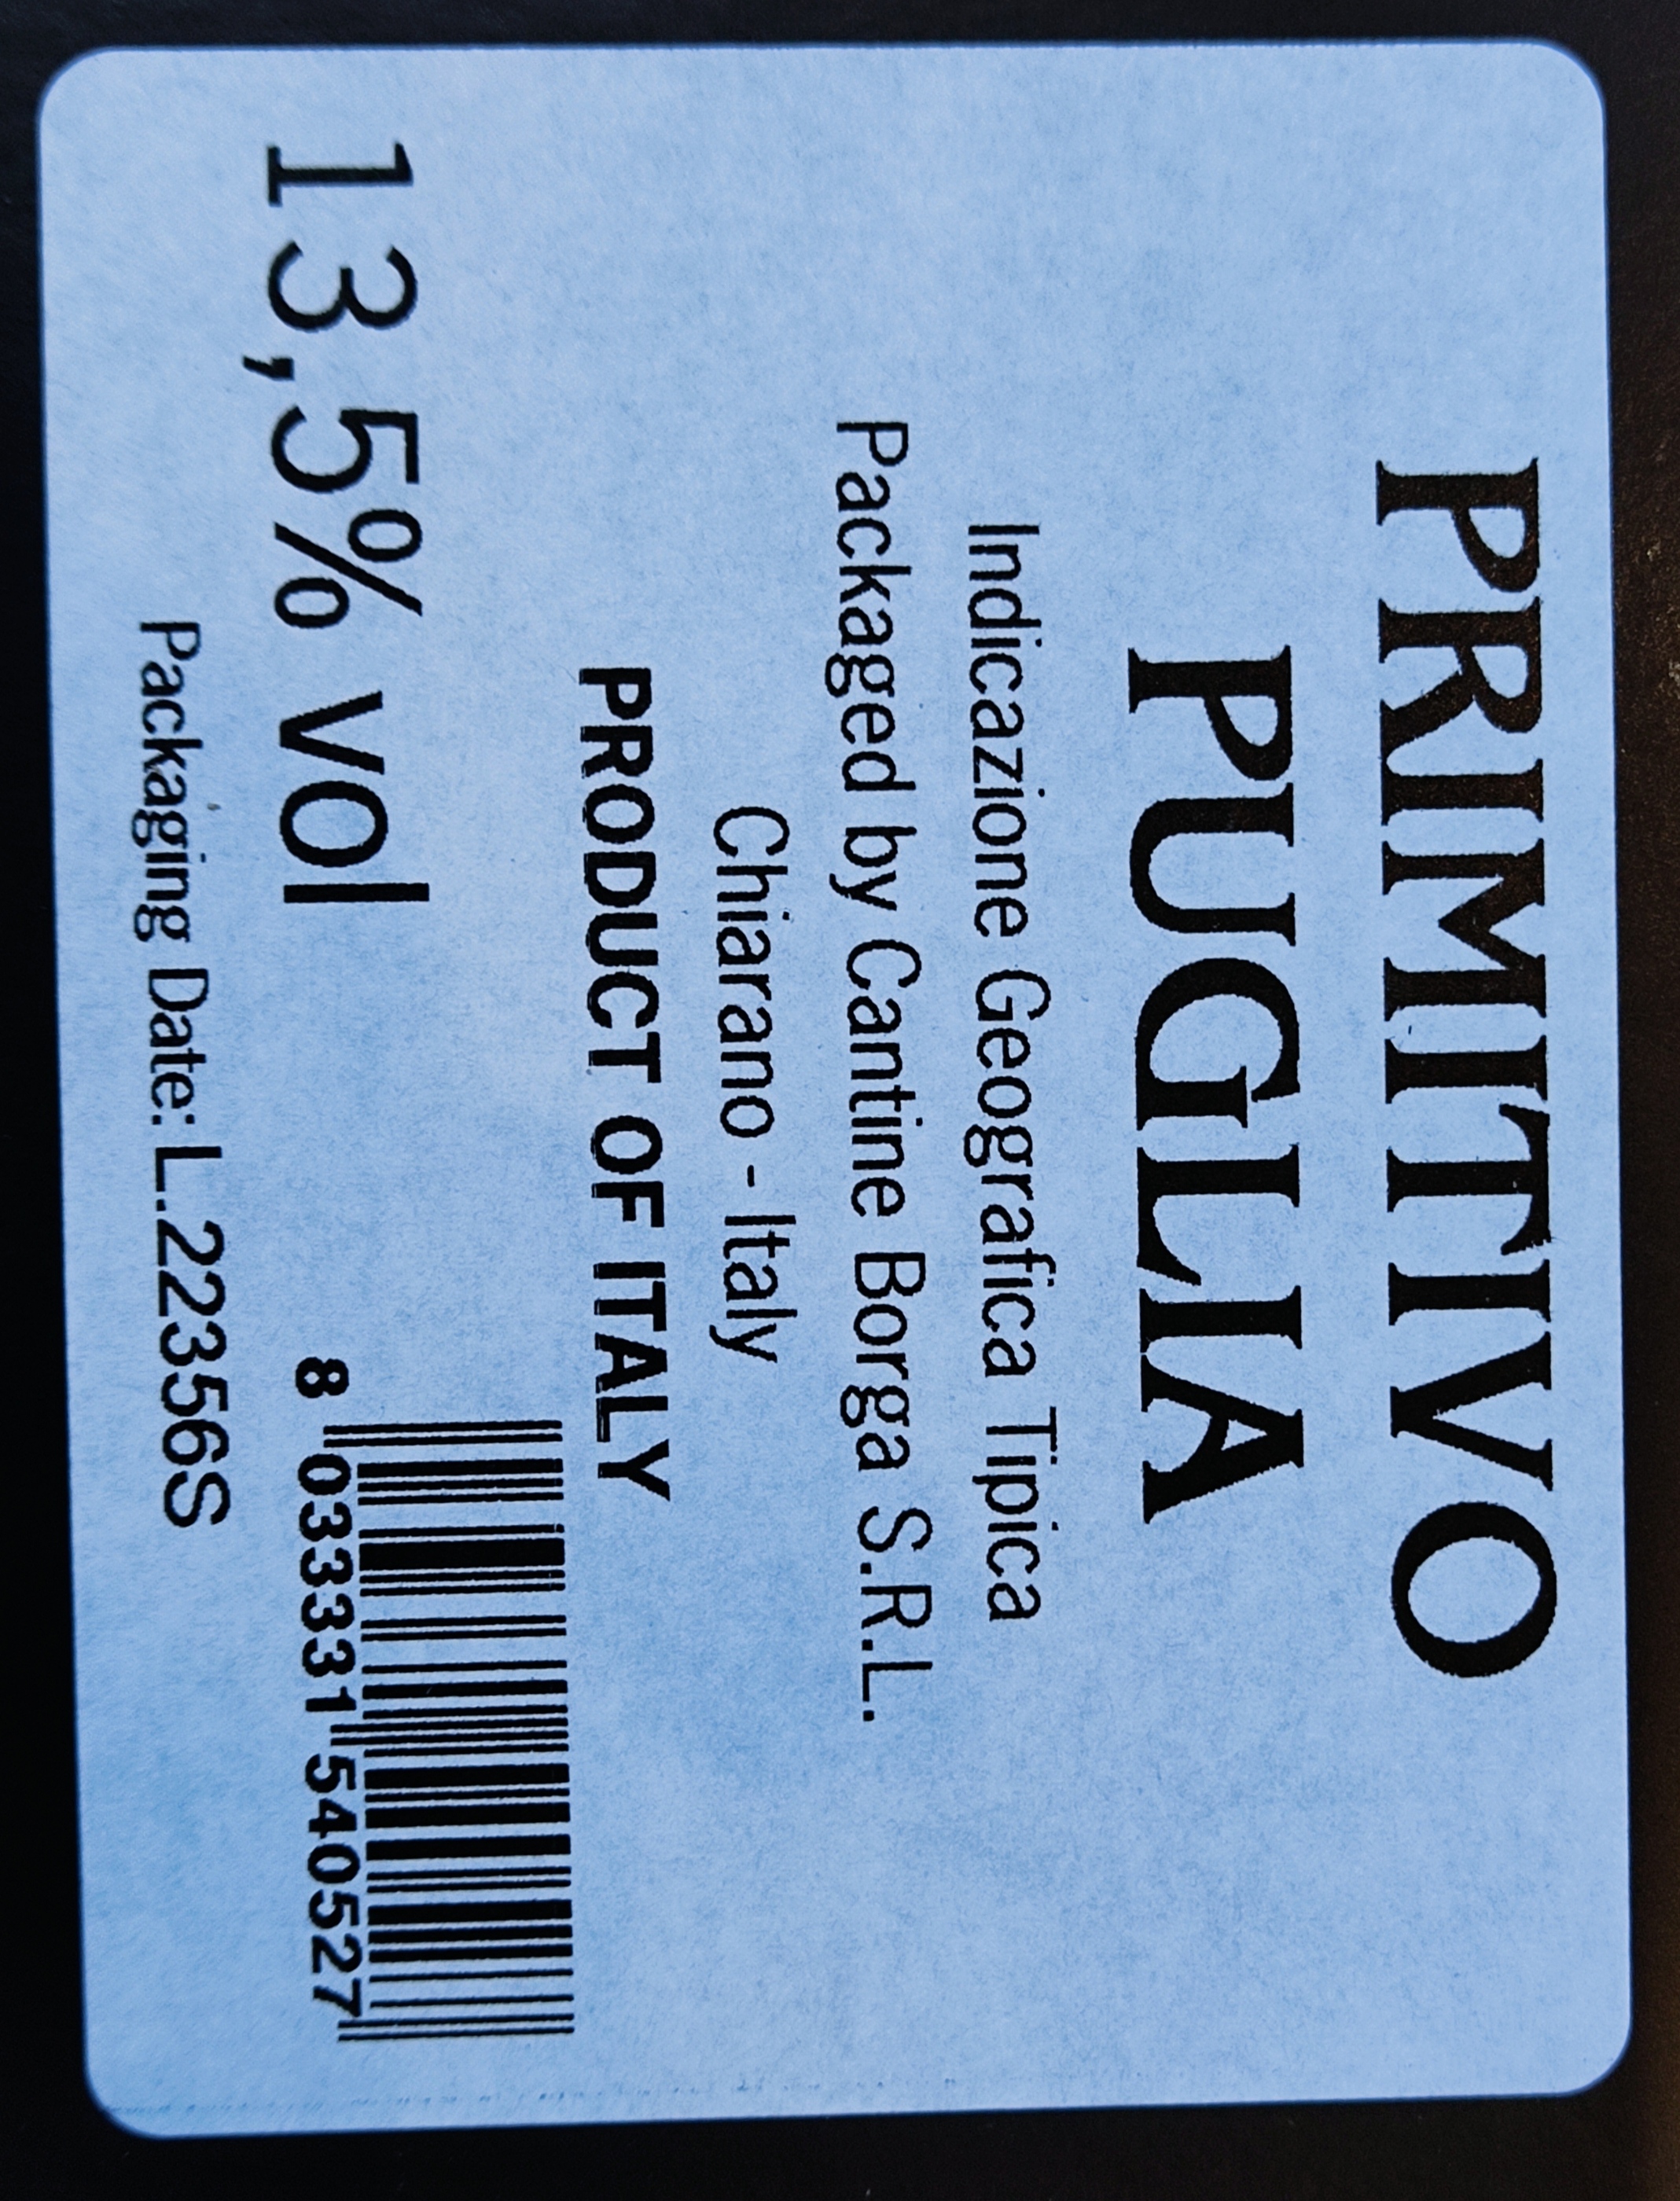 PRIMITIVO
PUGLIA
Indicazione Geografica Tipica
Packaged by Cantine Borga S.R.L.
Chiarano - Italy
PRODUCT OF ITALY
13,5% vol
8 033331 540527
Packaging Date: L.22356S